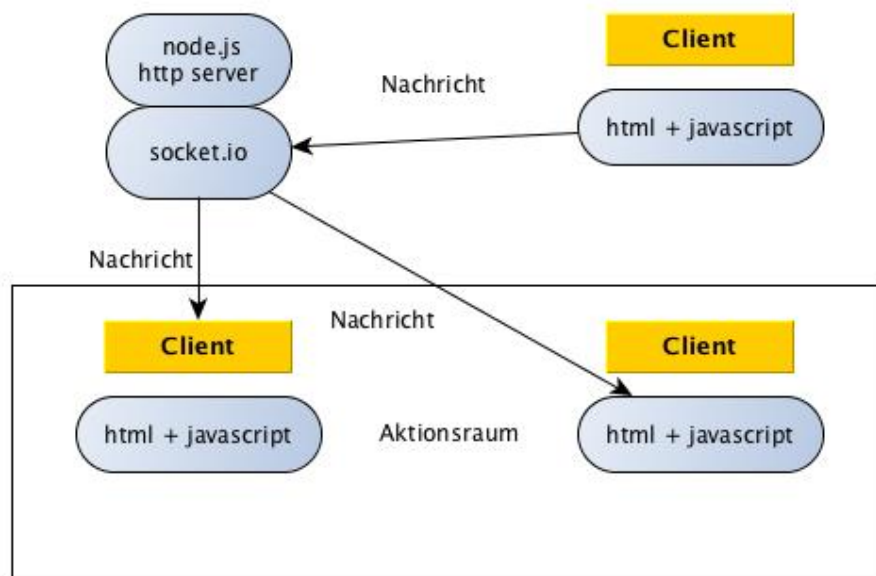 node.js
http server
Client
Nachricht
html + javascript
socket.io
Nachricht
Nachricht
Client
Client
html + javascript
Aktionsraum
html + javascript